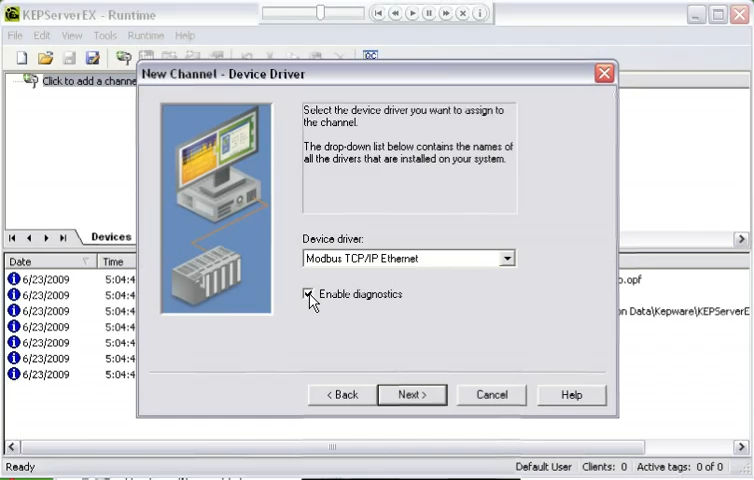 KEPServerEX - Runtime
File Edit View Tools Runtime Help
QC
Click to add a channe
New Channel - Device Driver
Select the device driver you want to assign to
the channel.
The drop-down list below contains the names of
all the drivers that are installed on your system.
Device driver:
Modbus TCP/IP Ethernet
Enable diagnostics
< Back Next > Cancel Help
Devices
Date Time
6/23/2009 5:04:4 o.opf
6/23/2009 5:04:4
6/23/2009 5:04:4 on Data\Kepware\KEPServerE
6/23/2009 5:04:4
6/23/2009 5:04:4
6/23/2009 5:04:4
6/23/2009 5:04:4
Ready Default User Clients: 0 Active tags: 0 of 0